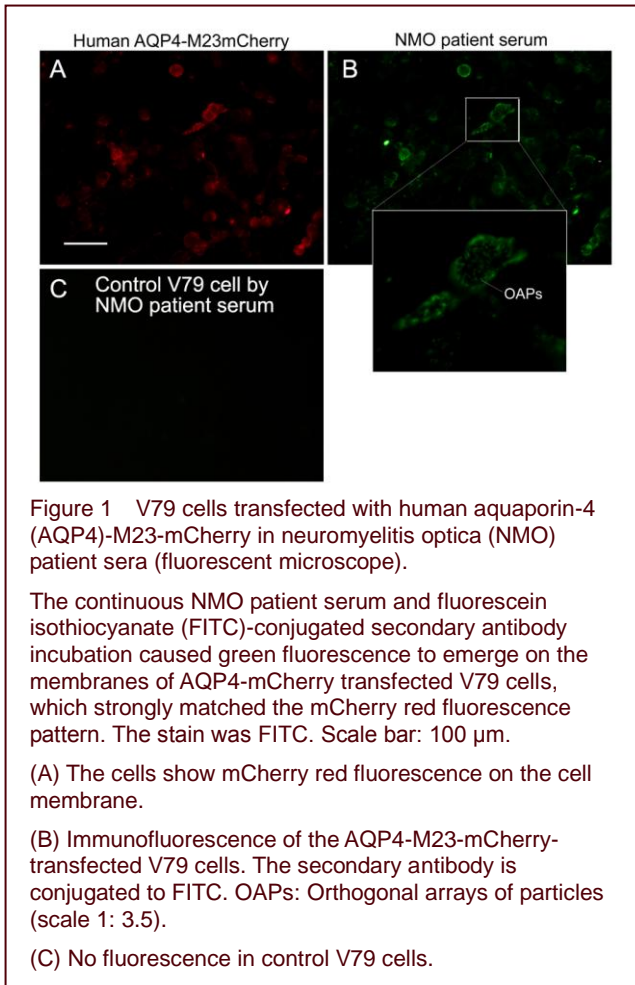 Human AQP4-M23mCherry
NMO patient serum
A
B
OAPs
C
Control V79 cell by
NMO patient serum
Figure 1 V79 cells transfected with human aquaporin-4
(AQP4)-M23-mCherry in neuromyelitis optica (NMO)
patient sera (fluorescent microscope).
The continuous NMO patient serum and fluorescein
isothiocyanate (FITC)-conjugated secondary antibody
incubation caused green fluorescence to emerge on the
membranes of AQP4-mCherry transfected V79 cells,
which strongly matched the mCherry red fluorescence
pattern. The stain was FITC. Scale bar: 100 μm.
(A) The cells show mCherry red fluorescence on the cell
membrane.
(B) Immunofluorescence of the AQP4-M23-mCherry-
transfected V79 cells. The secondary antibody is
conjugated to FITC. OAPs: Orthogonal arrays of particles
(scale 1: 3.5).
(C) No fluorescence in control V79 cells.